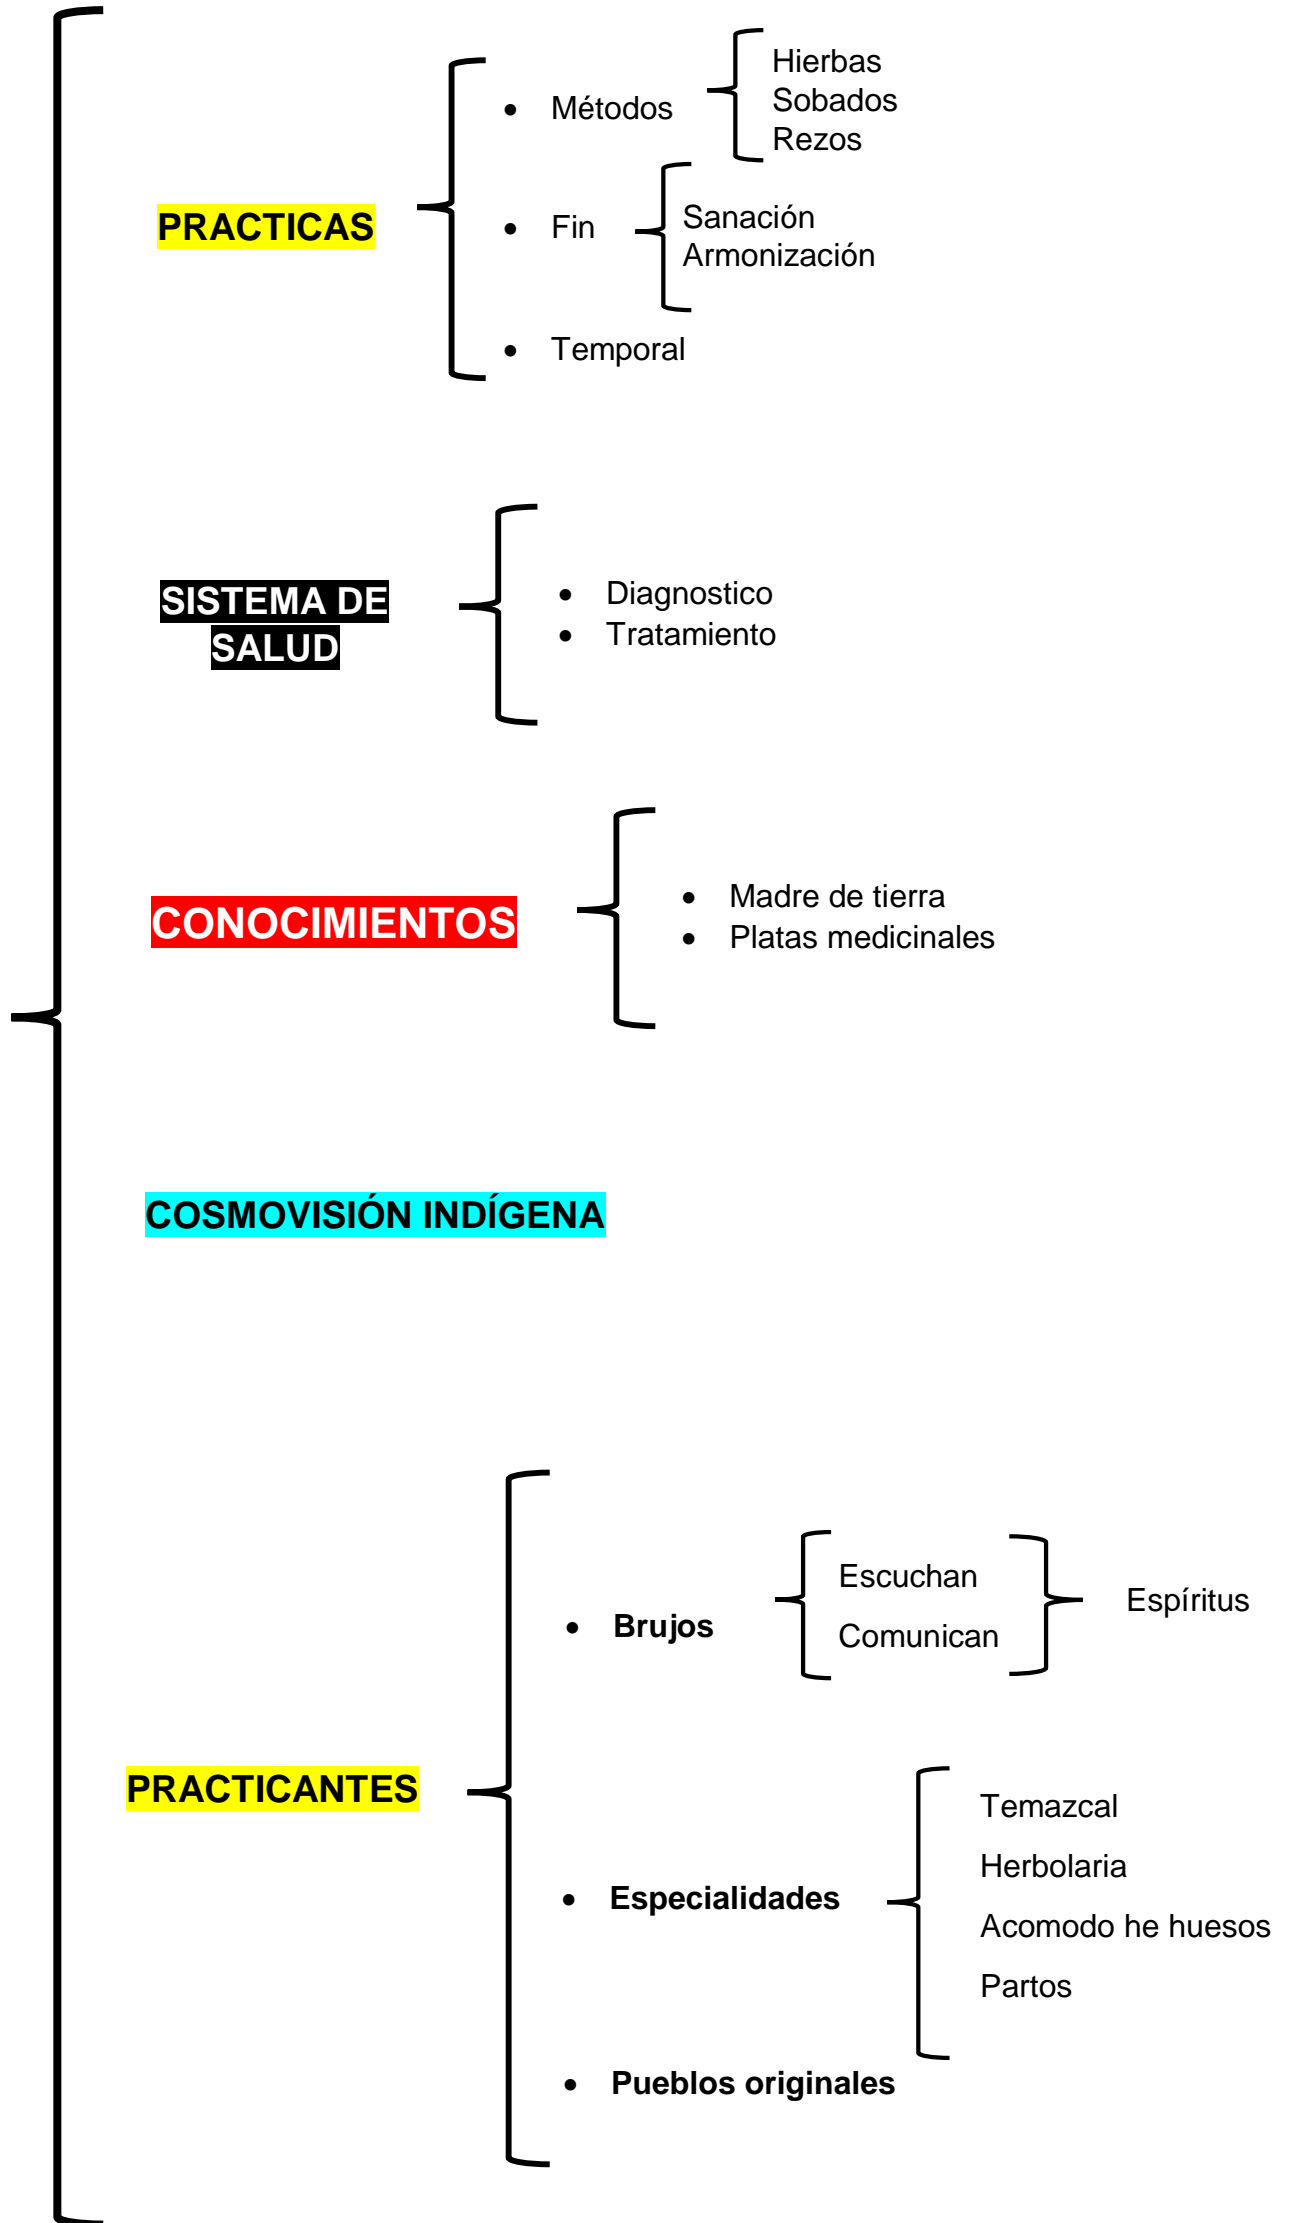 PRACTICAS
• Métodos
Hierbas
Sobados
Rezos
• Fin
Sanación
Armonización
• Temporal
SISTEMA DE
SALUD
• Diagnostico
• Tratamiento
CONOCIMIENTOS
• Madre de tierra
• Platas medicinales
COSMOVISIÓN INDÍGENA
PRACTICANTES
• Brujos
Escuchan
Comunican
Espíritus
• Especialidades
Temazcal
Herbolaria
Acomodo he huesos
Partos
• Pueblos originales